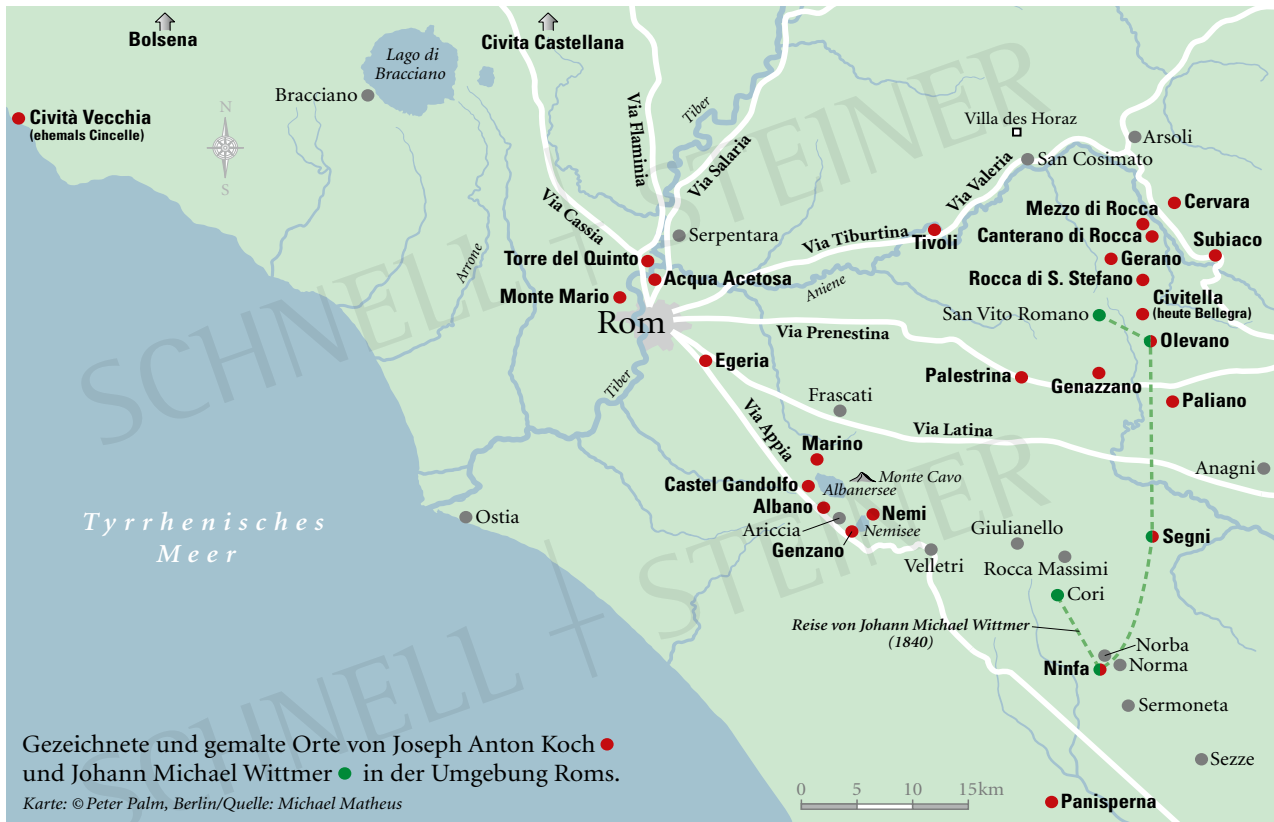 Bolsena
Civita Castellana
Lago di
Bracciano
Bracciano
Cività Vecchia
(ehemals Cincelle)
N
S
Tiber
Via Flaminia
Via Salaria
Via Cassia
Villa des Horaz
Arsoli
San Cosimato
Via Valeria
Cervara
Mezzo di Rocca
Canterano di Rocca
Subiaco
Gerano
Rocca di S. Stefano
Civitella
(heute Bellegra)
San Vito Romano
Olevano
Serpentara
Via Tiburtina
Tivoli
Torre del Quinto
Acqua Acetosa
Aniene
Arrone
Monte Mario
Rom
Via Prenestina
Egeria
Palestrina
Genazzano
Paliano
Tiber
Frascati
Via Appia
Via Latina
Marino
Anagni
Monte Cavo
Castel Gandolfo
Albanersee
Albano
Nemi
Ariccia
Nemisee
Genzano
Velletri
Ostia
Tyrrhenisches
Meer
Giulianello
Segni
Rocca Massimi
Cori
Reise von Johann Michael Wittmer
(1840)
Norba
Norma
Ninfa
Sermoneta
Sezze
Panisperna
Gezeichnete und gemalte Orte von Joseph Anton Koch
und Johann Michael Wittmer in der Umgebung Roms.
Karte: © Peter Palm, Berlin/Quelle: Michael Matheus
0 5 10 15km
SCHNELL STEINER
SCHNELL STEINER